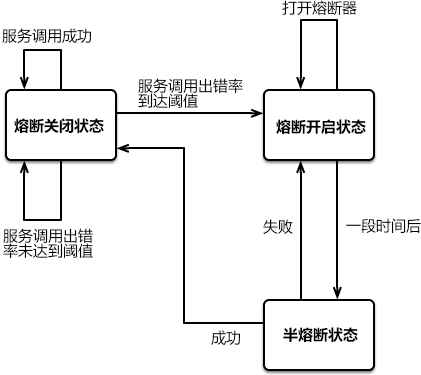 打开熔断器
服务调用成功
服务调用出错率
到达阈值
熔断关闭状态
熔断开启状态
失败
一段时间后
服务调用出错
率未达到阈值
成功
半熔断状态